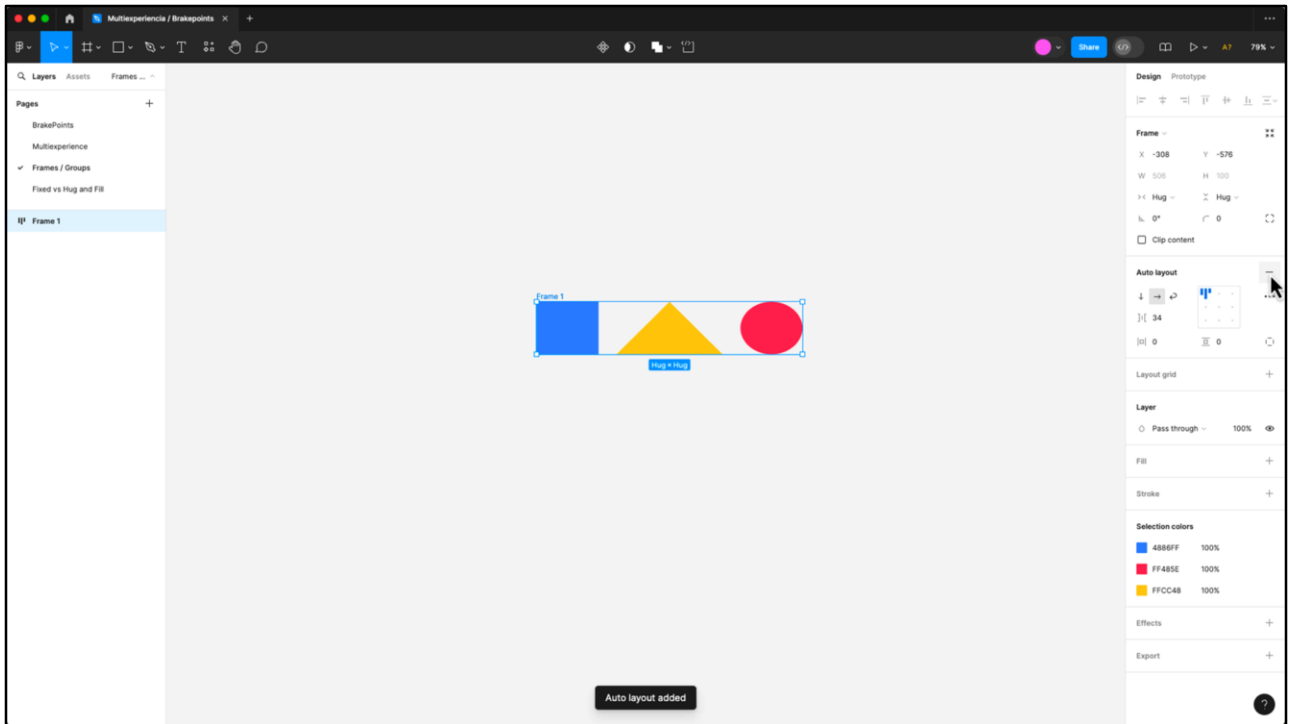 Multiexperiencia / Brakepoints
Share
A?
79%
Layers Assets Frames ...
Pages
BrakePoints
Multiexperience
Frames / Groups
Fixed vs Hug and Fill
Frame 1
Frame 1
Hug × Hug
Auto layout added
Design Prototype
Frame
X -308 Y -576
W 506 H 100
Hug Hug
0° 0
Clip content
Auto layout
34
0 0
Layout grid
Layer
Pass through 100%
Fill
Stroke
Selection colors
4886FF 100%
FF485E 100%
FFCC48 100%
Effects
Export
?